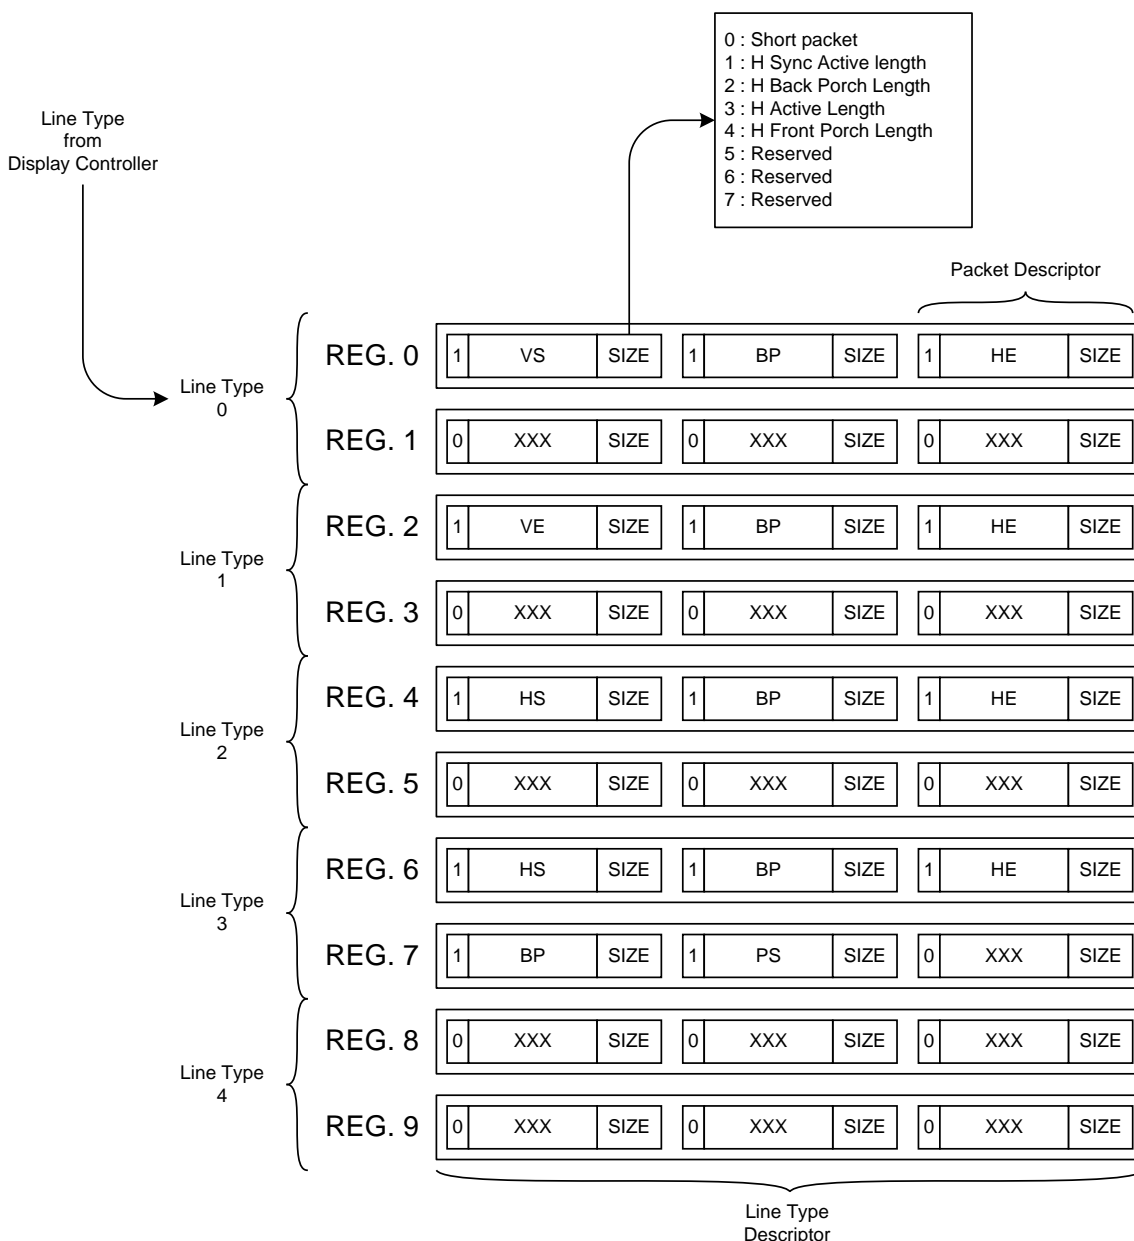 0 : Short packet
1 : H Sync Active length
2 : H Back Porch Length
3 : H Active Length
4 : H Front Porch Length
5 : Reserved
6 : Reserved
7 : Reserved
Line Type
from
Display Controller
Packet Descriptor
Line Type
0
REG. 0 1 VS SIZE 1 BP SIZE 1 HE SIZE
REG. 1 0 XXX SIZE 0 XXX SIZE 0 XXX SIZE
Line Type
1
REG. 2 1 VE SIZE 1 BP SIZE 1 HE SIZE
REG. 3 0 XXX SIZE 0 XXX SIZE 0 XXX SIZE
Line Type
2
REG. 4 1 HS SIZE 1 BP SIZE 1 HE SIZE
REG. 5 0 XXX SIZE 0 XXX SIZE 0 XXX SIZE
Line Type
3
REG. 6 1 HS SIZE 1 BP SIZE 1 HE SIZE
REG. 7 1 BP SIZE 1 PS SIZE 0 XXX SIZE
Line Type
4
REG. 8 0 XXX SIZE 0 XXX SIZE 0 XXX SIZE
REG. 9 0 XXX SIZE 0 XXX SIZE 0 XXX SIZE
Line Type
Descriptor